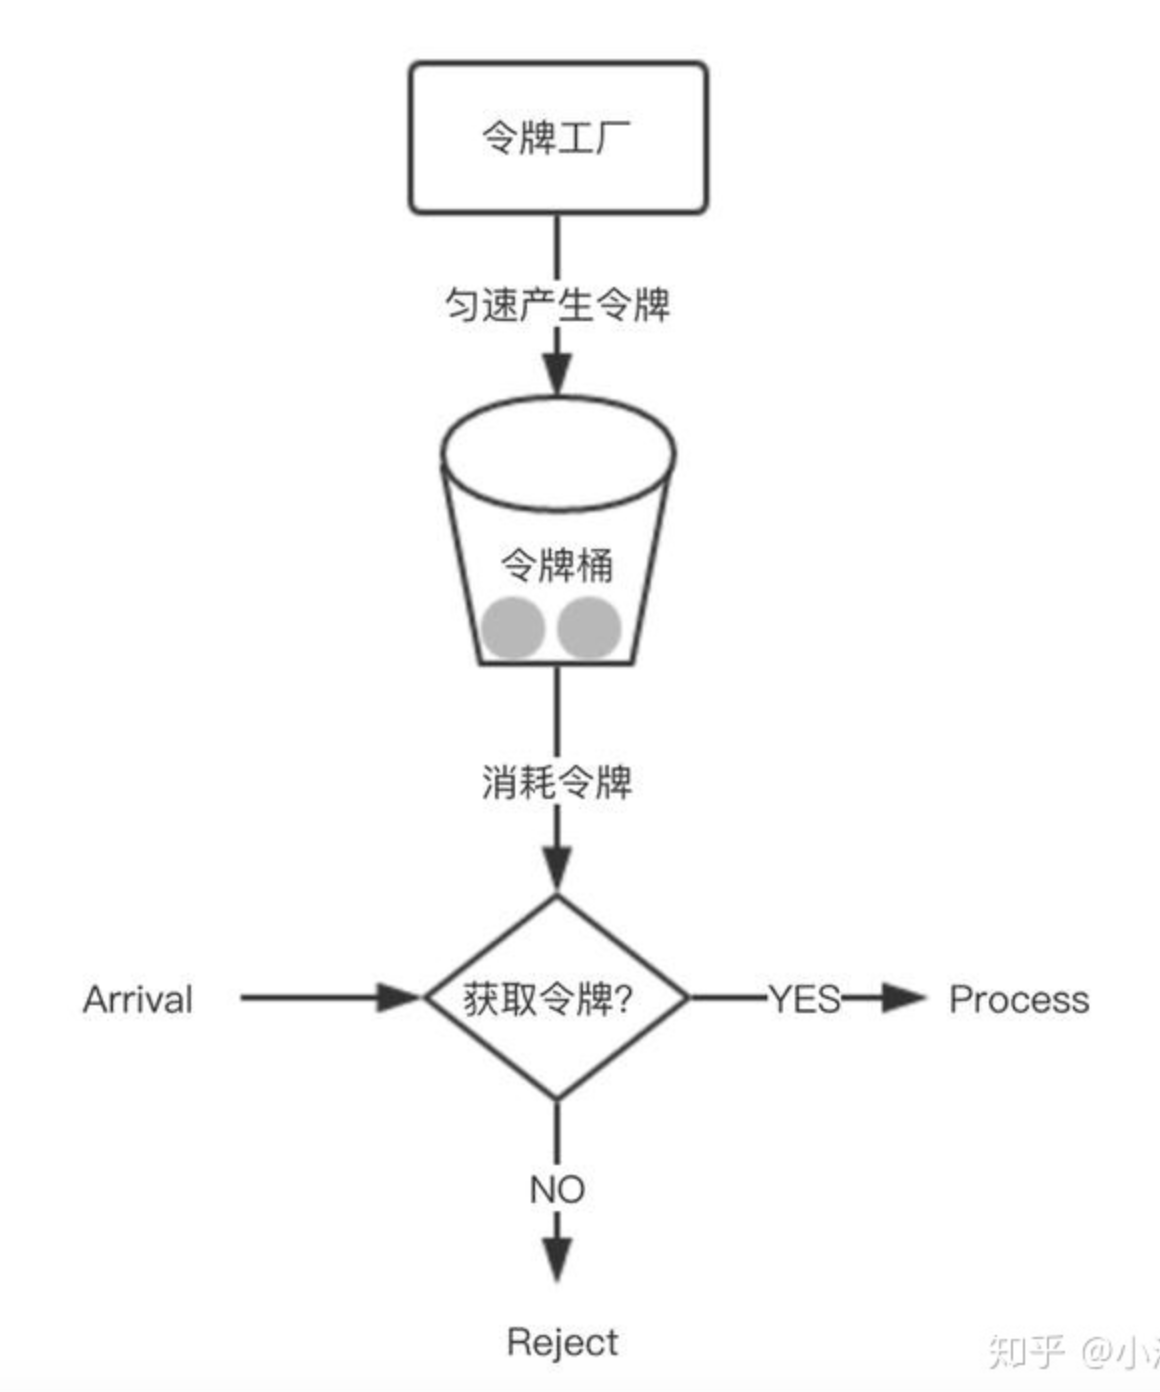 令牌工厂
匀速产生令牌
令牌桶
消耗令牌
Arrival
获取令牌?
YES
Process
NO
Reject
知乎 @小